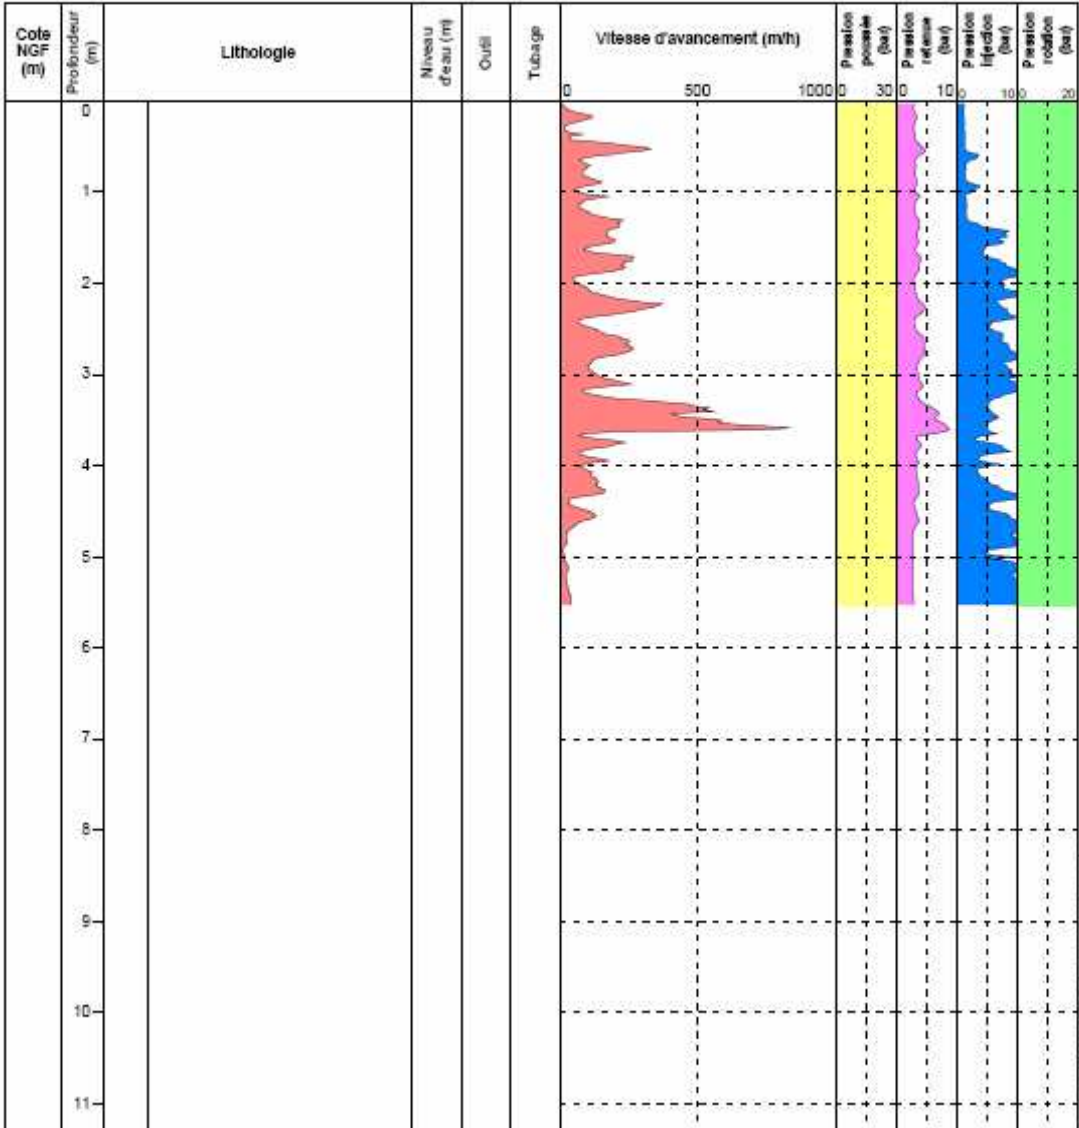 Cote
NGF
(m)
Profondeur
(m)
Lithologie
Niveau
d'eau (m)
Outil
Tubage
Vitesse d'avancement (m/h)
0 500 1000
Pression
poussée
(bar)
0 30
Pression
retenue
(bar)
0 10
Pression
injection
(bar)
0 10
Pression
rotation
(bar)
0 20
0
1
2
3
4
5
6
7
8
9
10
11